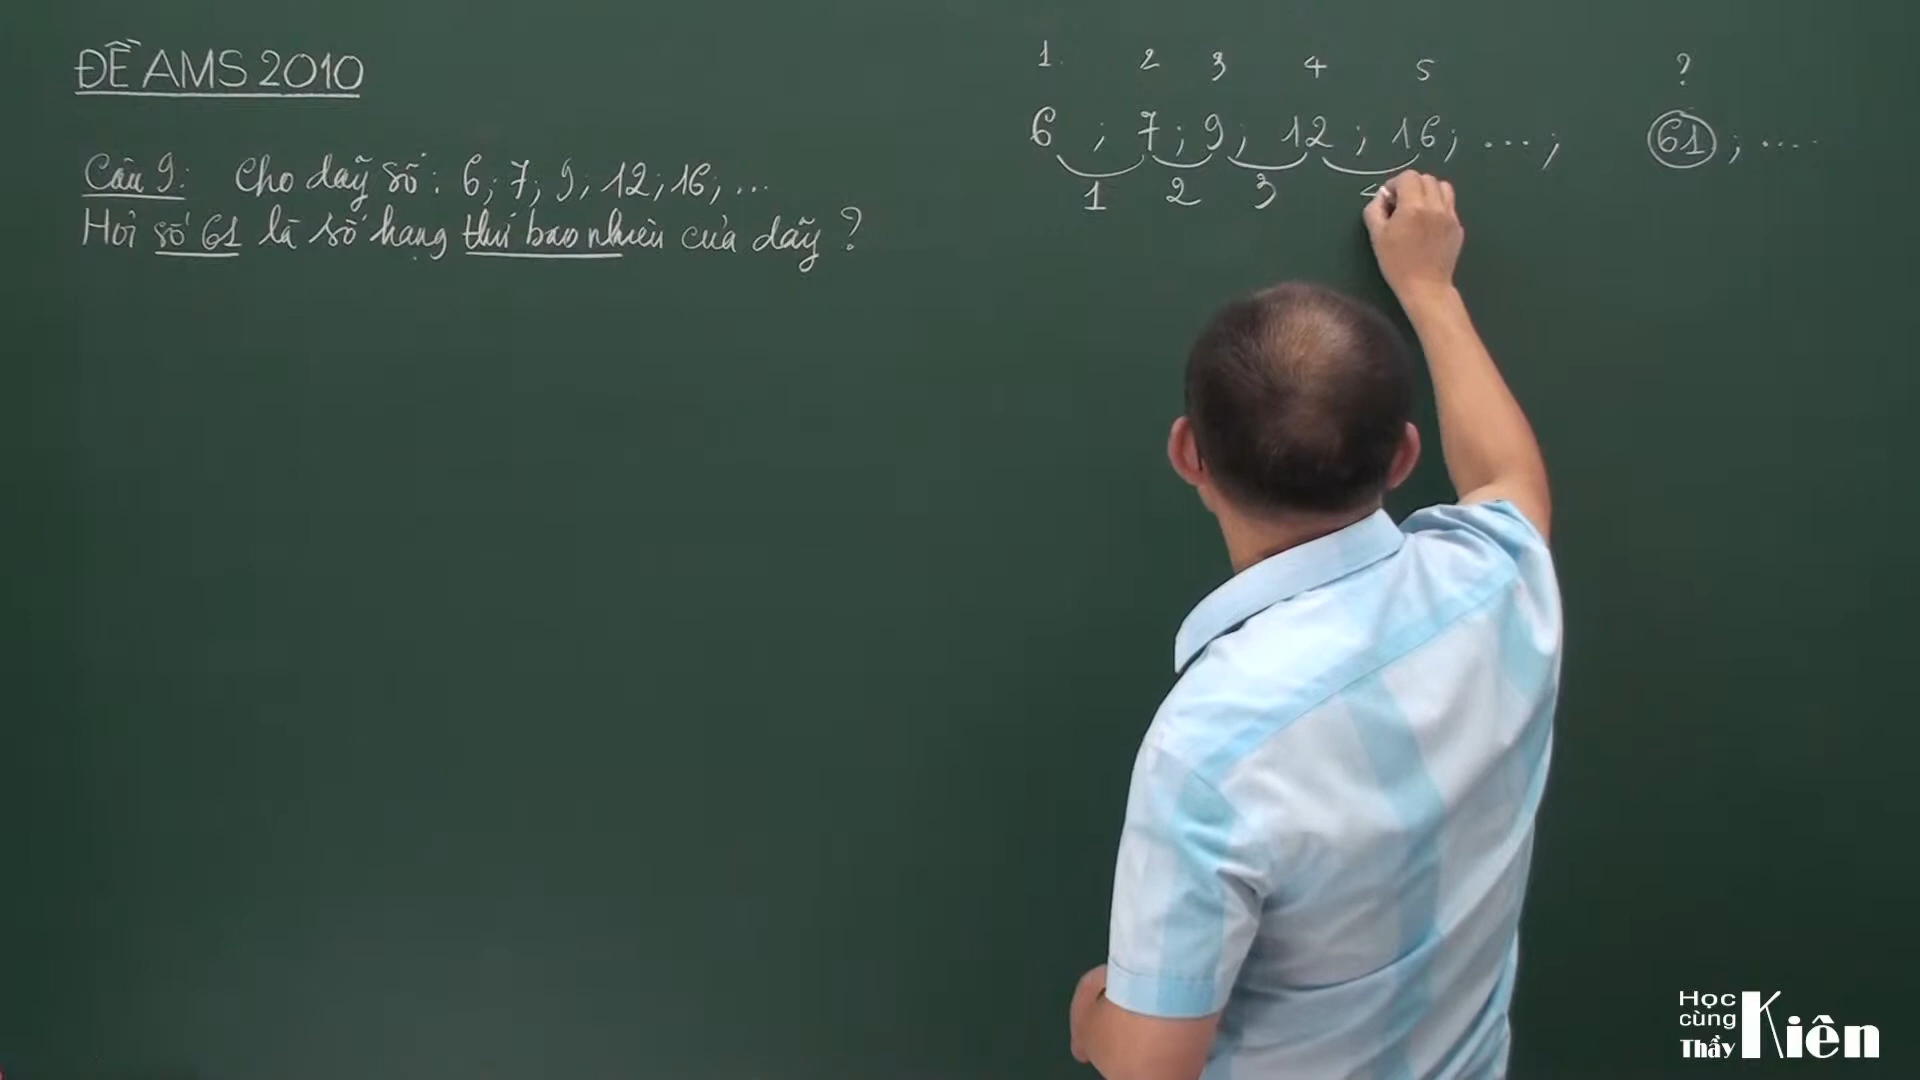 ĐỀ AMS 2010
Câu 9: Cho dãy số: 6; 7; 9; 12; 16; ...
Hỏi số 61 là số hạng thứ bao nhiêu của dãy?
1. 2 3 4 5 ?
6 ; 7 ; 9 ; 12 ; 16 ; ... ; 61 ; ....
1 2 3
Học
cùng
Thầy Kiên